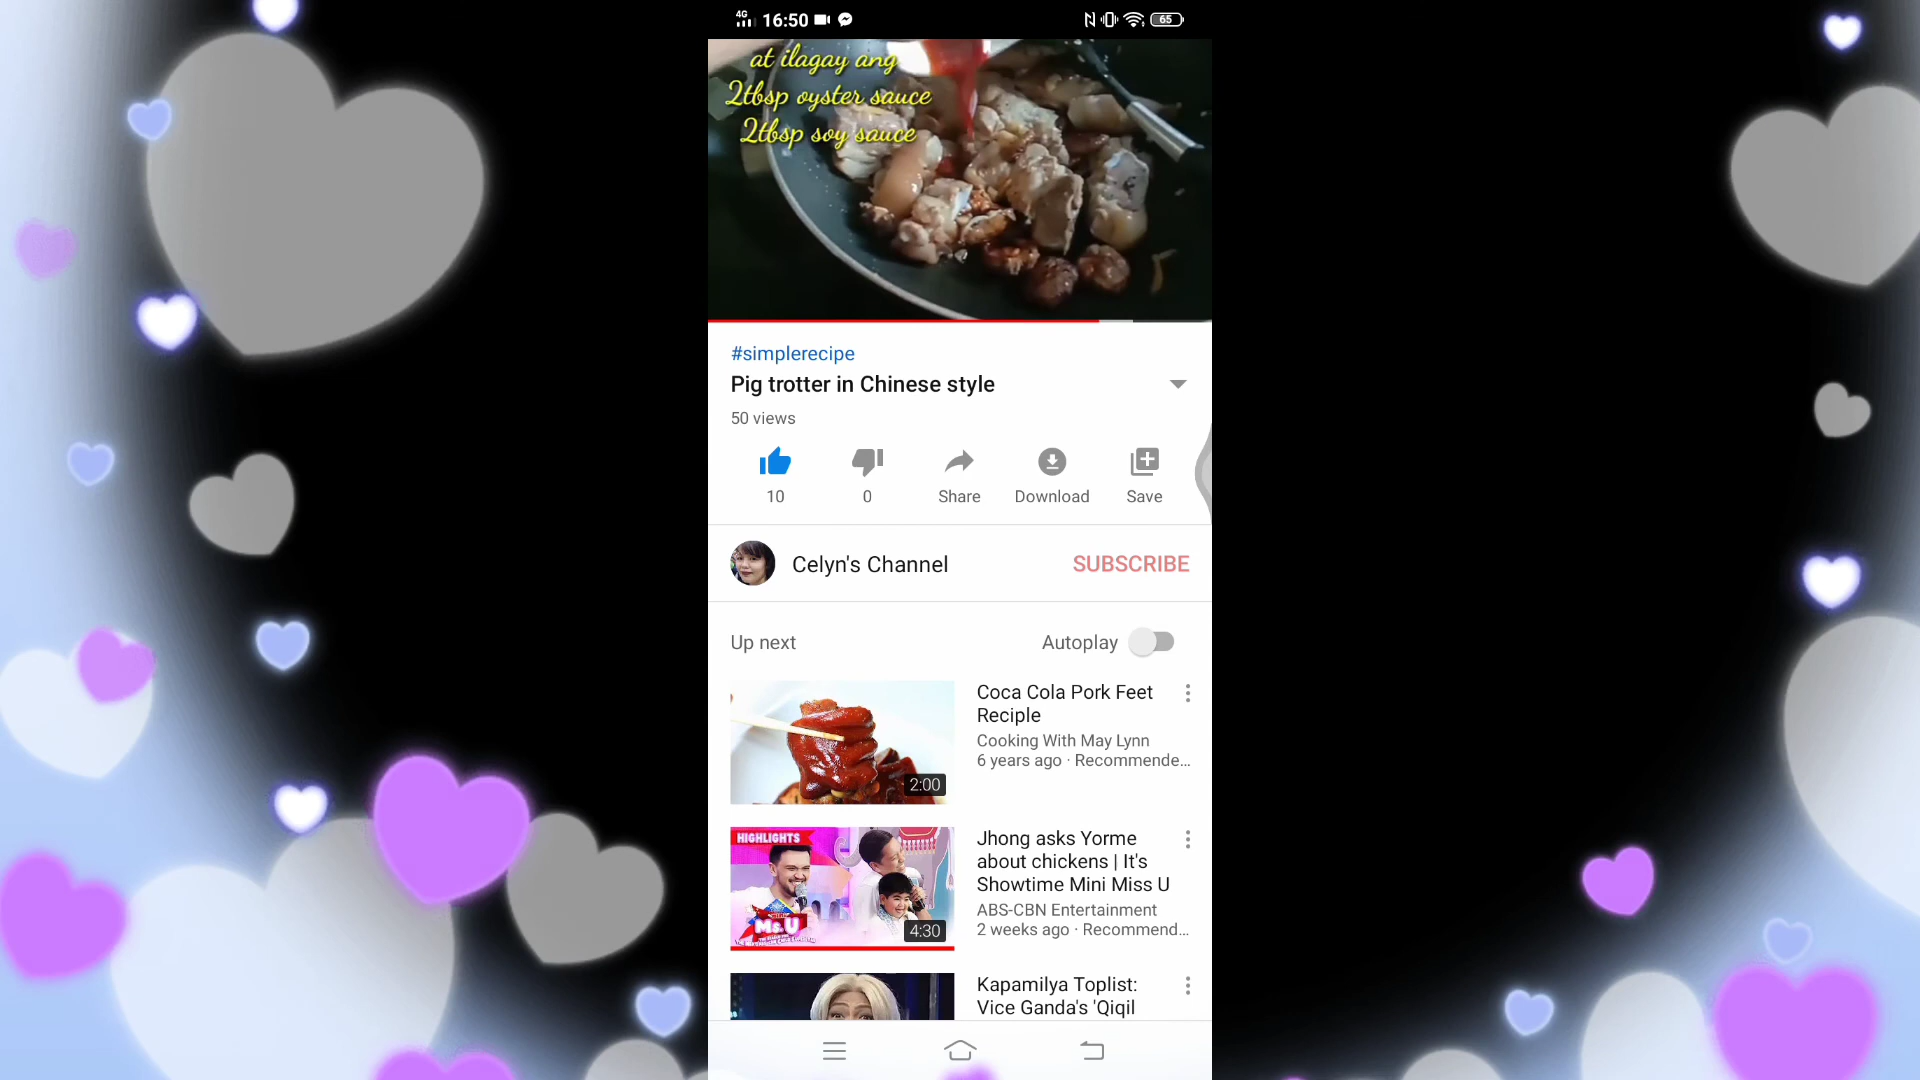 4G 16:50 65
at ilagay ang
2tbsp oyster sauce
2tbsp soy sauce
#simplerecipe
Pig trotter in Chinese style
50 views
10 0 Share Download Save
Celyn's Channel SUBSCRIBE
Up next Autoplay
Coca Cola Pork Feet
Reciple
Cooking With May Lynn
6 years ago · Recommende...
2:00
HIGHLIGHTS
Ms. U
4:30
Jhong asks Yorme
about chickens | It's
Showtime Mini Miss U
ABS-CBN Entertainment
2 weeks ago · Recommend...
Kapamilya Toplist:
Vice Ganda's 'Qiqil